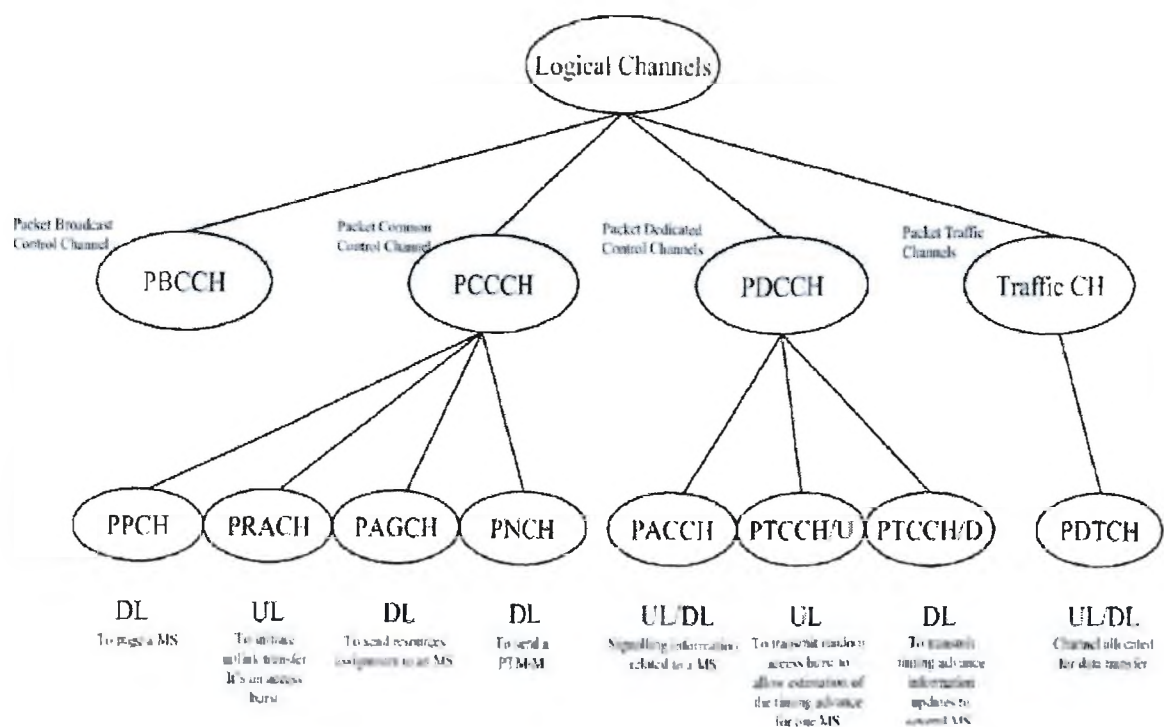 Logical Channels
Packet Broadcast
Control Channel
PBCCH
Packet Common
Control Channel
PCCCH
Packet Dedicated
Control Channels
PDCCH
Packet Traffic
Channels
Traffic CH
PPCH
PRACH
PAGCH
PNCH
PACCH
PTCCH/U
PTCCH/D
PDTCH
DL
To page a MS
UL
To initiate
uplink transfer
It's an access
burst
DL
To send resources
assignment to an MS
DL
To send a
PTM-M
UL/DL
Signalling information
related to a MS
UL
To transmit random
access burst to
allow estimation of
the timing advance
for one MS
DL
To transmit
timing advance
information
updates to
several MS
UL/DL
Channel allocated
for data transfer